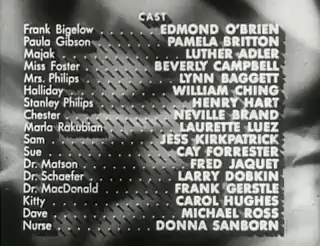 CAST
Frank Bigelow . . . . . . . EDMOND O'BRIEN
Paula Gibson . . . . . . . PAMELA BRITTON
Majak . . . . . . . LUTHER ADLER
Miss Foster . . . . . . . BEVERLY CAMPBELL
Mrs. Philips . . . . . . . LYNN BAGGETT
Halliday . . . . . . . WILLIAM CHING
Stanley Philips . . . . . . . HENRY HART
Chester . . . . . . . NEVILLE BRAND
Marla Rakubian . . . . . . . LAURETTE LUEZ
Sam . . . . . . . JESS KIRKPATRICK
Sue . . . . . . . CAY FORRESTER
Dr. Matson . . . . . . . FRED JAQUET
Dr. Schaefer . . . . . . . LARRY DOBKIN
Dr. MacDonald . . . . . . . FRANK GERSTLE
Kitty . . . . . . . CAROL HUGHES
Dave . . . . . . . MICHAEL ROSS
Nurse . . . . . . . DONNA SANBORN